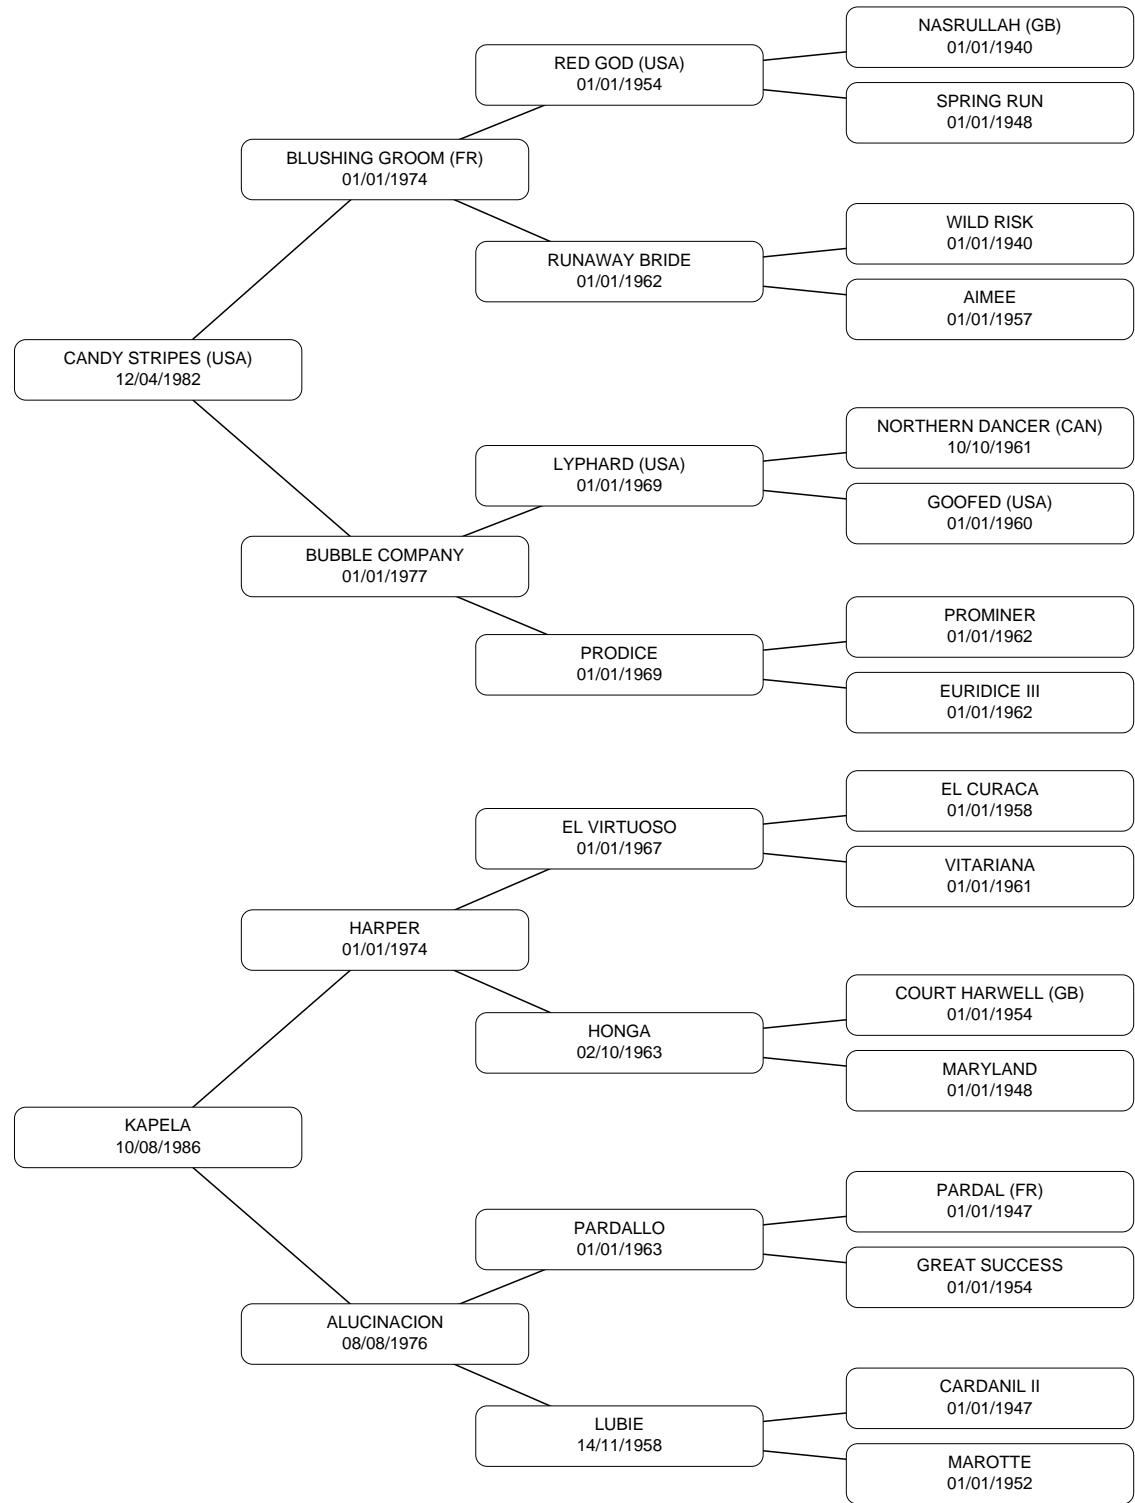 NASRULLAH (GB)
01/01/1940
RED GOD (USA)
01/01/1954
SPRING RUN
01/01/1948
BLUSHING GROOM (FR)
01/01/1974
WILD RISK
01/01/1940
RUNAWAY BRIDE
01/01/1962
AIMEE
01/01/1957
CANDY STRIPES (USA)
12/04/1982
NORTHERN DANCER (CAN)
10/10/1961
LYPHARD (USA)
01/01/1969
GOOFED (USA)
01/01/1960
BUBBLE COMPANY
01/01/1977
PROMINER
01/01/1962
PRODICE
01/01/1969
EURIDICE III
01/01/1962
EL CURACA
01/01/1958
EL VIRTUOSO
01/01/1967
VITARIANA
01/01/1961
HARPER
01/01/1974
COURT HARWELL (GB)
01/01/1954
HONGA
02/10/1963
MARYLAND
01/01/1948
KAPELA
10/08/1986
PARDAL (FR)
01/01/1947
PARDALLO
01/01/1963
GREAT SUCCESS
01/01/1954
ALUCINACION
08/08/1976
CARDANIL II
01/01/1947
LUBIE
14/11/1958
MAROTTE
01/01/1952